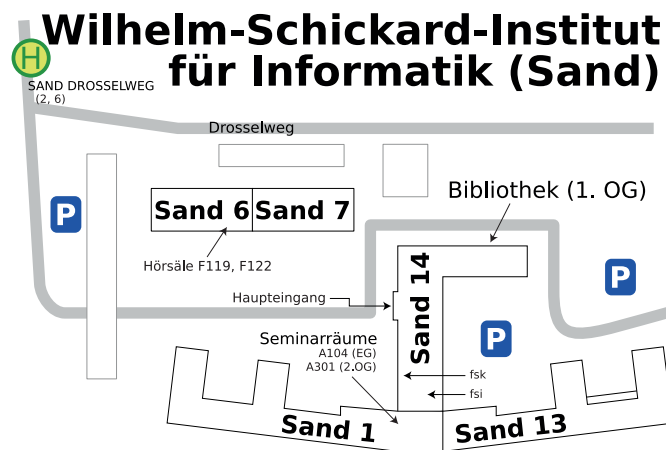 Wilhelm-Schickard-Institut
für Informatik (Sand)
H
SAND DROSSELWEG
(2, 6)
Drosselweg
P
Sand 6
Sand 7
Bibliothek (1. OG)
Hörsäle F119, F122
Haupteingang
Sand 14
P
P
Seminarräume
A104 (EG)
A301 (2.OG)
fsk
fsi
Sand 1
Sand 13